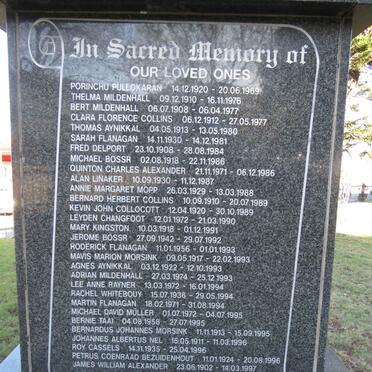 In Sacred Memory of
OUR LOVED ONES
PORINCHU PULLOKARAN 14.12.1920 - 20.06.1969
THELMA MILDENHALL 09.12.1910 - 16.11.1976
BERT MILDENHALL 06.07.1908 - 06.04.1977
CLARA FLORENCE COLLINS 06.12.1912 - 27.05.1977
THOMAS AYNIKKAL 04.05.1913 - 13.05.1980
SARAH FLANAGAN 14.11.1930 - 14.12.1981
FRED DELPORT 23.10.1908 - 28.08.1984
MICHAEL BOSSR 02.08.1918 - 22.11.1986
QUINTON CHARLES ALEXANDER 21.11.1971 - 06.12.1986
ALAN LINAKER 10.09.1930 - 11.12.1987
ANNIE MARGARET MOPP 26.03.1929 - 13.03.1988
BERNARD HERBERT COLLINS 10.09.1910 - 20.07.1989
KEVIN JOHN COLLOCOTT 12.04.1920 - 30.10.1989
LEYDEN CHANGFOOT 12.01.1972 - 21.03.1990
MARY KINGSTON 10.03.1918 - 01.12.1991
JEROME BOSSR 27.09.1942 - 29.07.1992
RODERICK FLANAGAN 11.01.1956 - 01.01.1993
MAVIS MARION MORSINK 09.05.1917 - 22.02.1993
AGNES AYNIKKAL 03.12.1922 - 12.10.1993
ADRIAN MILDENHALL 27.03.1974 - 25.12.1993
LEE ANNE RAYNER 13.03.1972 - 16.01.1994
RACHEL WHITEBOUY 15.07.1936 - 29.05.1994
MARTIN FLANAGAN 18.02.1971 - 31.08.1994
MICHAEL DAVID MÜLLER 01.07.1972 - 04.07.1995
BERNIE TAAI 04.08.1958 - 27.07.1995
BERNARDUS JOHANNES MORSINK 11.11.1913 - 15.09.1995
JOHANNES ALBERTUS NEL 15.05.1911 - 11.03.1996
ROY CASSELS 14.11.1935 - 25.04.1996
PETRUS COENRAAD BEZUIDENHOUT 11.01.1924 - 20.08.1996
JAMES WILLIAM ALEXANDER 23.06.1902 - 14.03.1997